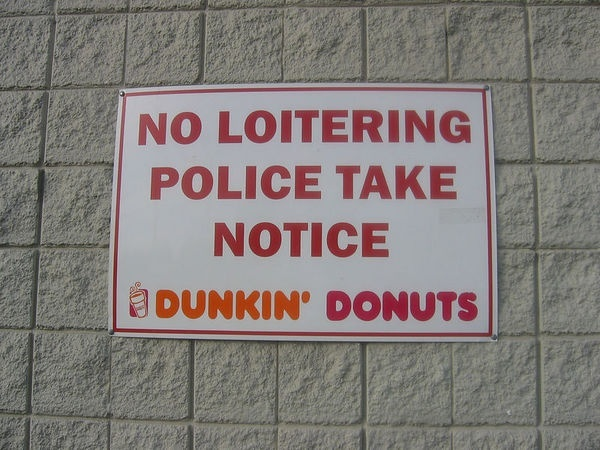 NO LOITERING
POLICE TAKE
NOTICE
DUNKIN' DONUTS